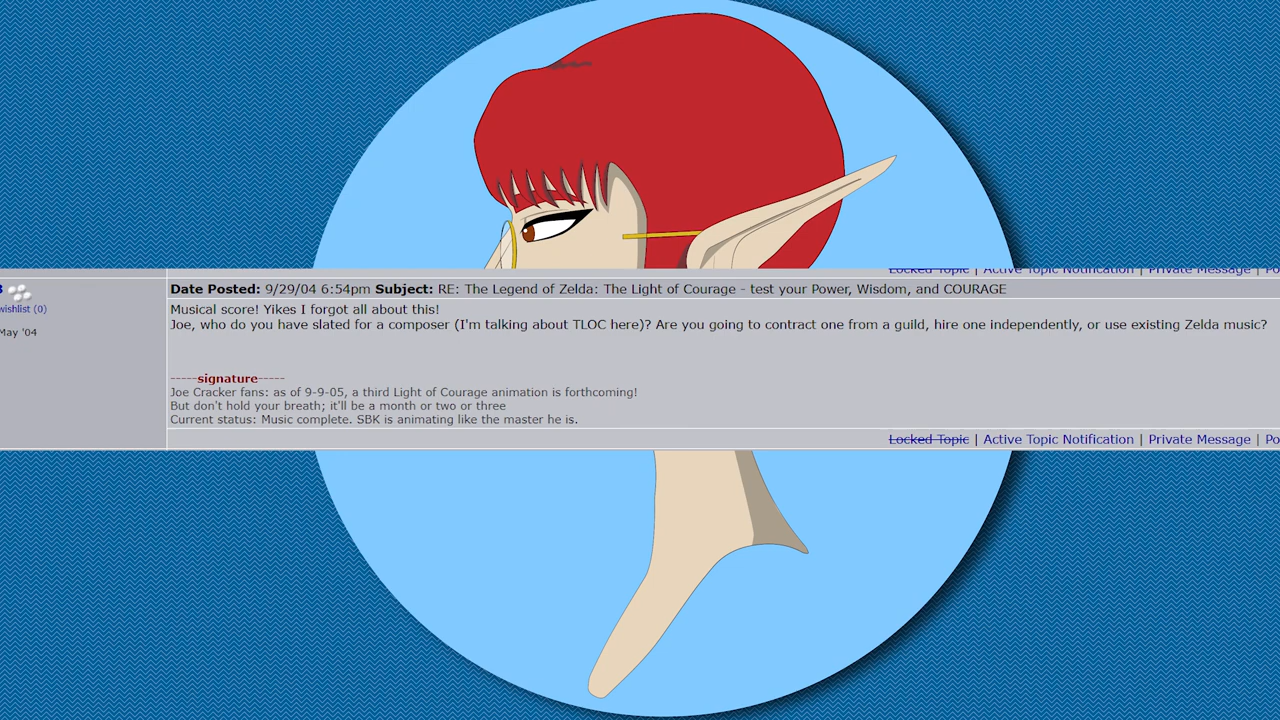 Locked Topic | Active Topic Notification | Private Message | Po
Date Posted: 9/29/04 6:54pm Subject: RE: The Legend of Zelda: The Light of Courage - test your Power, Wisdom, and COURAGE
wishlist (0)
Musical score! Yikes I forgot all about this!
May '04
Joe, who do you have slated for a composer (I'm talking about TLOC here)? Are you going to contract one from a guild, hire one independently, or use existing Zelda music?
-----signature-----
Joe Cracker fans: as of 9-9-05, a third Light of Courage animation is forthcoming!
But don't hold your breath; it'll be a month or two or three
Current status: Music complete. SBK is animating like the master he is.
Locked Topic | Active Topic Notification | Private Message | Po